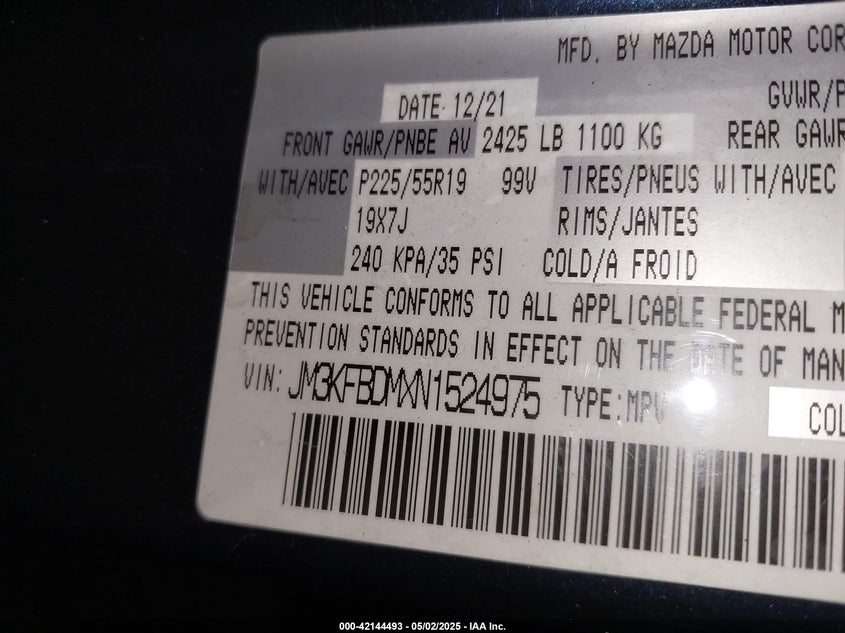 MFD. BY MAZDA MOTOR COR
DATE 12/21
GVWR/P
FRONT GAWR/PNBE AV 2425 LB 1100 KG
REAR GAWR
WITH/AVEC P225/55R19 99V TIRES/PNEUS WITH/AVEC
19X7J RIMS/JANTES
240 KPA/35 PSI COLD/A FROID
THIS VEHICLE CONFORMS TO ALL APPLICABLE FEDERAL M
PREVENTION STANDARDS IN EFFECT ON THE DATE OF MAN
VIN: JM3KFBDMXN1524975 TYPE:MPV
COL
000-42144493 - 05/02/2025 - IAA Inc.